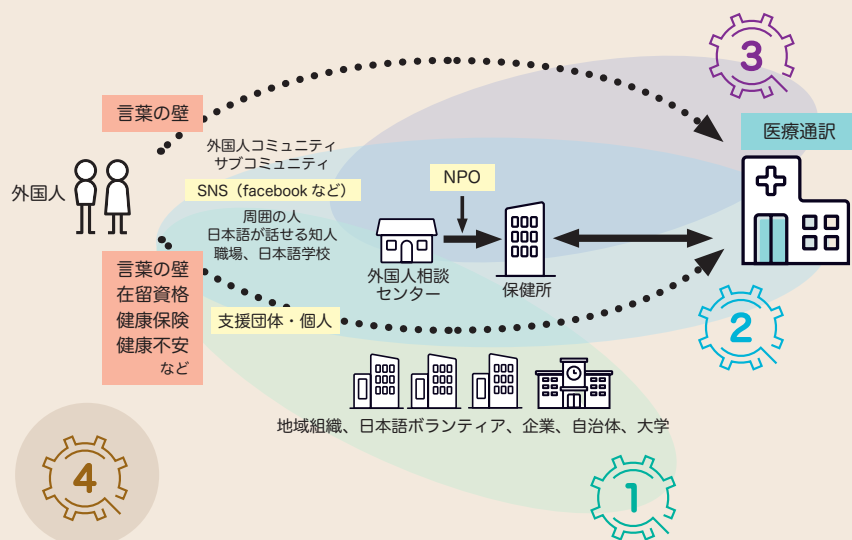 3
言葉の壁
医療通訳
外国人コミュニティ
サブコミュニティ
外国人
SNS（facebook など）
NPO
周囲の人
日本語が話せる知人
職場、日本語学校
外国人相談
センター
保健所
言葉の壁
在留資格
健康保険
健康不安
など
支援団体・個人
2
地域組織、日本語ボランティア、企業、自治体、大学
4
1